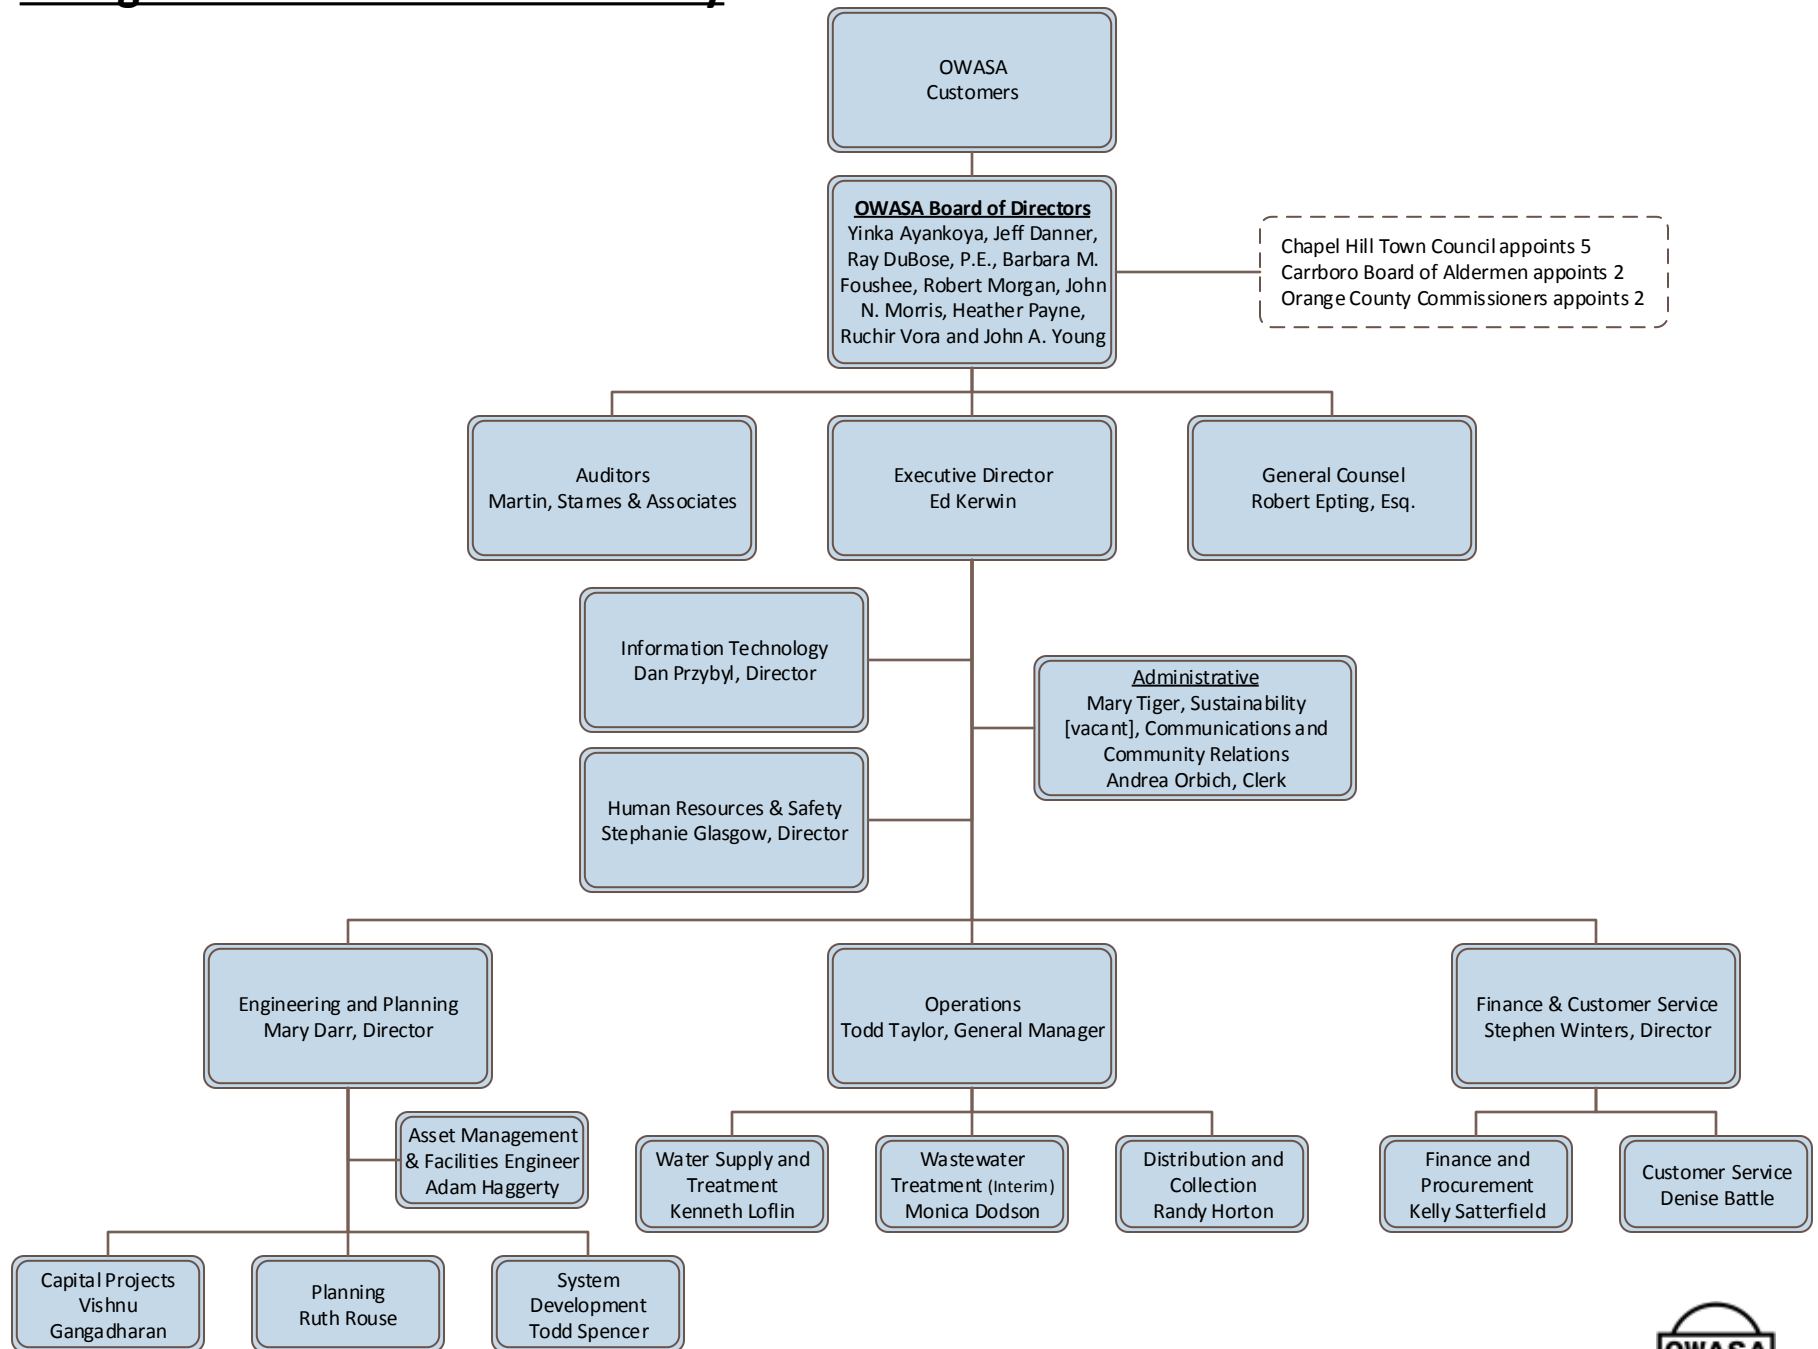 OWASA
Customers
OWASA Board of Directors
Yinka Ayankoya, Jeff Danner,
Ray DuBose, P.E., Barbara M.
Foushee, Robert Morgan, John
N. Morris, Heather Payne,
Ruchir Vora and John A. Young
Chapel Hill Town Council appoints 5
Carrboro Board of Aldermen appoints 2
Orange County Commissioners appoints 2
Auditors
Martin, Starnes & Associates
Executive Director
Ed Kerwin
General Counsel
Robert Epting, Esq.
Information Technology
Dan Przybyl, Director
Administrative
Mary Tiger, Sustainability
[vacant], Communications and
Community Relations
Andrea Orbich, Clerk
Human Resources & Safety
Stephanie Glasgow, Director
Engineering and Planning
Mary Darr, Director
Operations
Todd Taylor, General Manager
Finance & Customer Service
Stephen Winters, Director
Asset Management
& Facilities Engineer
Adam Haggerty
Water Supply and
Treatment
Kenneth Loflin
Wastewater
Treatment (Interim)
Monica Dodson
Distribution and
Collection
Randy Horton
Finance and
Procurement
Kelly Satterfield
Customer Service
Denise Battle
Capital Projects
Vishnu
Gangadharan
Planning
Ruth Rouse
System
Development
Todd Spencer
OWASA